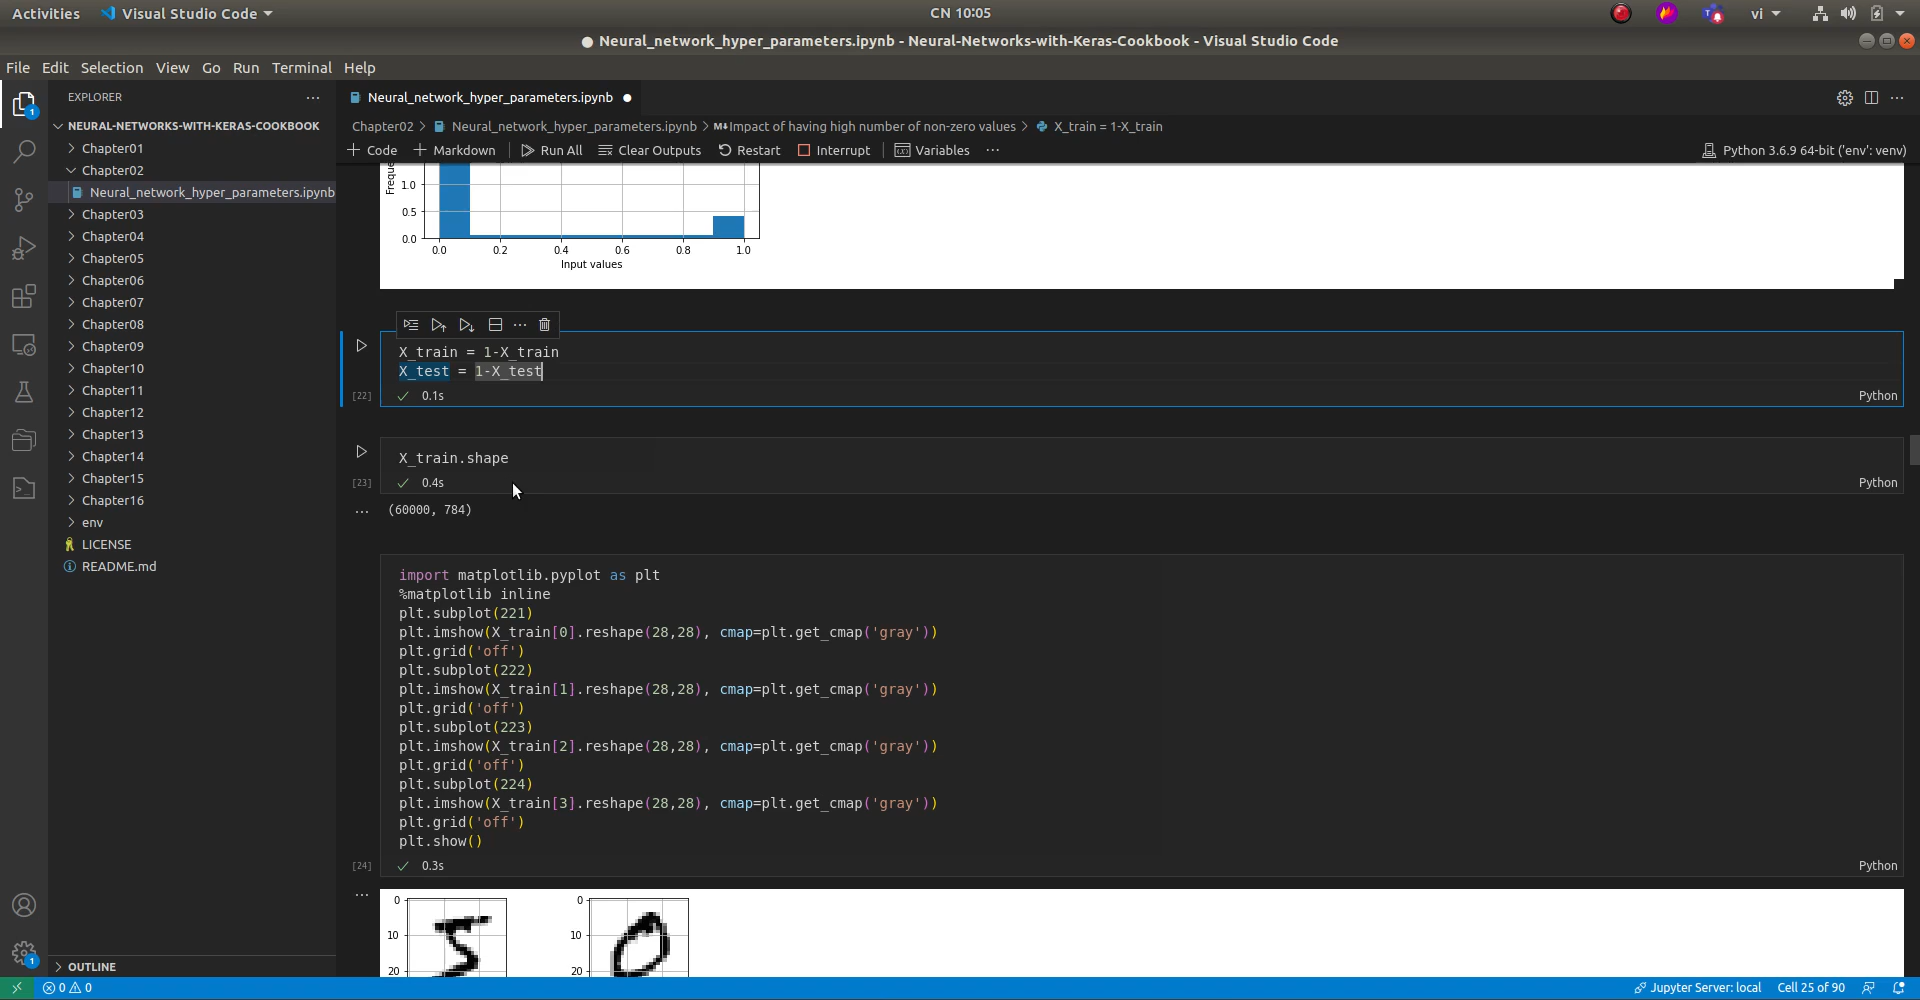 Activities Visual Studio Code CN 10:05 vi
● Neural_network_hyper_parameters.ipynb - Neural-Networks-with-Keras-Cookbook - Visual Studio Code
File Edit Selection View Go Run Terminal Help
EXPLORER
NEURAL-NETWORKS-WITH-KERAS-COOKBOOK
Chapter01
Chapter02
Neural_network_hyper_parameters.ipynb
Chapter03
Chapter04
Chapter05
Chapter06
Chapter07
Chapter08
Chapter09
Chapter10
Chapter11
Chapter12
Chapter13
Chapter14
Chapter15
Chapter16
env
LICENSE
README.md
OUTLINE
Neural_network_hyper_parameters.ipynb ●
Chapter02 > Neural_network_hyper_parameters.ipynb > M↓Impact of having high number of non-zero values > X_train = 1-X_train
+ Code + Markdown Run All Clear Outputs Restart Interrupt Variables ... Python 3.6.9 64-bit ('env': venv)
1.0
0.5
0.0
0.0 0.2 0.4 0.6 0.8 1.0
Input values
X_train = 1-X_train
X_test = 1-X_test
[22] 0.1s Python
X_train.shape
[23] 0.4s Python
(60000, 784)
import matplotlib.pyplot as plt
%matplotlib inline
plt.subplot(221)
plt.imshow(X_train[0].reshape(28,28), cmap=plt.get_cmap('gray'))
plt.grid('off')
plt.subplot(222)
plt.imshow(X_train[1].reshape(28,28), cmap=plt.get_cmap('gray'))
plt.grid('off')
plt.subplot(223)
plt.imshow(X_train[2].reshape(28,28), cmap=plt.get_cmap('gray'))
plt.grid('off')
plt.subplot(224)
plt.imshow(X_train[3].reshape(28,28), cmap=plt.get_cmap('gray'))
plt.grid('off')
plt.show()
[24] 0.3s Python
0 0
10 10
20 20
5 0
0 0 Jupyter Server: local Cell 25 of 90